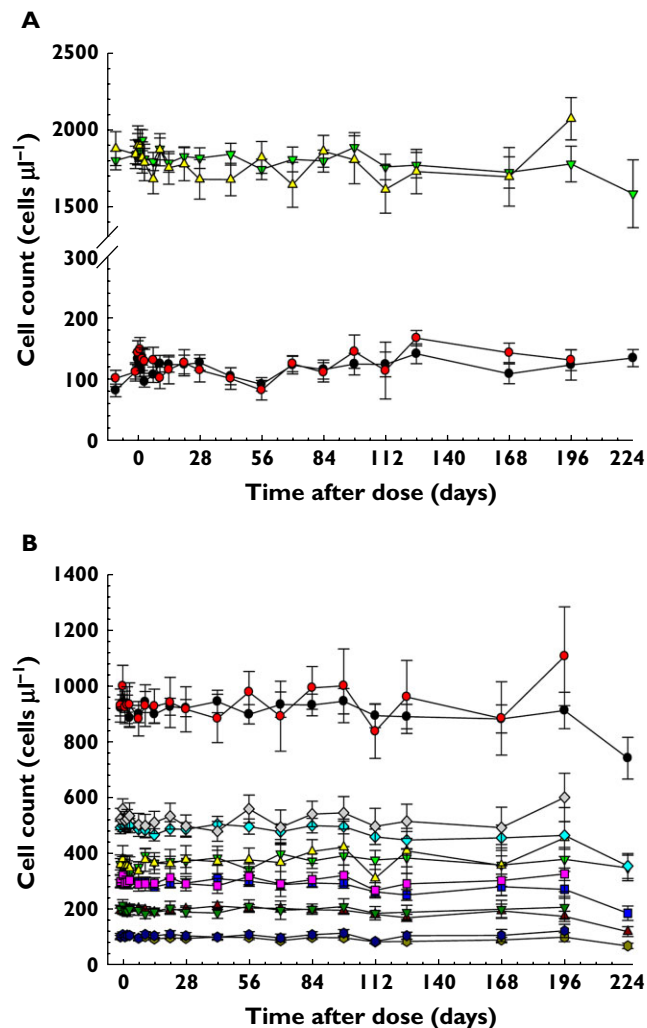 A
2500
2000
1500
300
200
100
0
Cell count (cells µl⁻¹)
0 28 56 84 112 140 168 196 224
Time after dose (days)
B
1400
1200
1000
800
600
400
200
0
Cell count (cells µl⁻¹)
0 28 56 84 112 140 168 196 224
Time after dose (days)